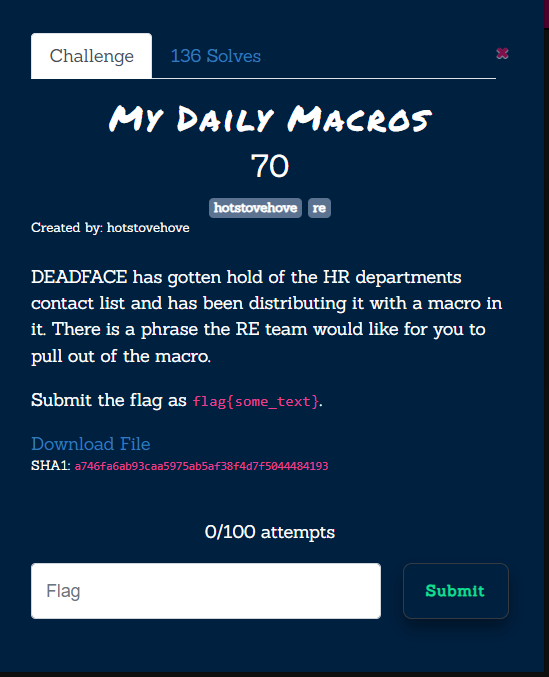 Challenge
136 Solves
✖
My Daily Macros
70
hotstovehove re
Created by: hotstovehove
DEADFACE has gotten hold of the HR departments
contact list and has been distributing it with a macro in
it. There is a phrase the RE team would like for you to
pull out of the macro.
Submit the flag as flag{some_text}.
Download File
SHA1: a746fa6ab93caa5975ab5af38f4d7f5044484193
0/100 attempts
Flag
Submit